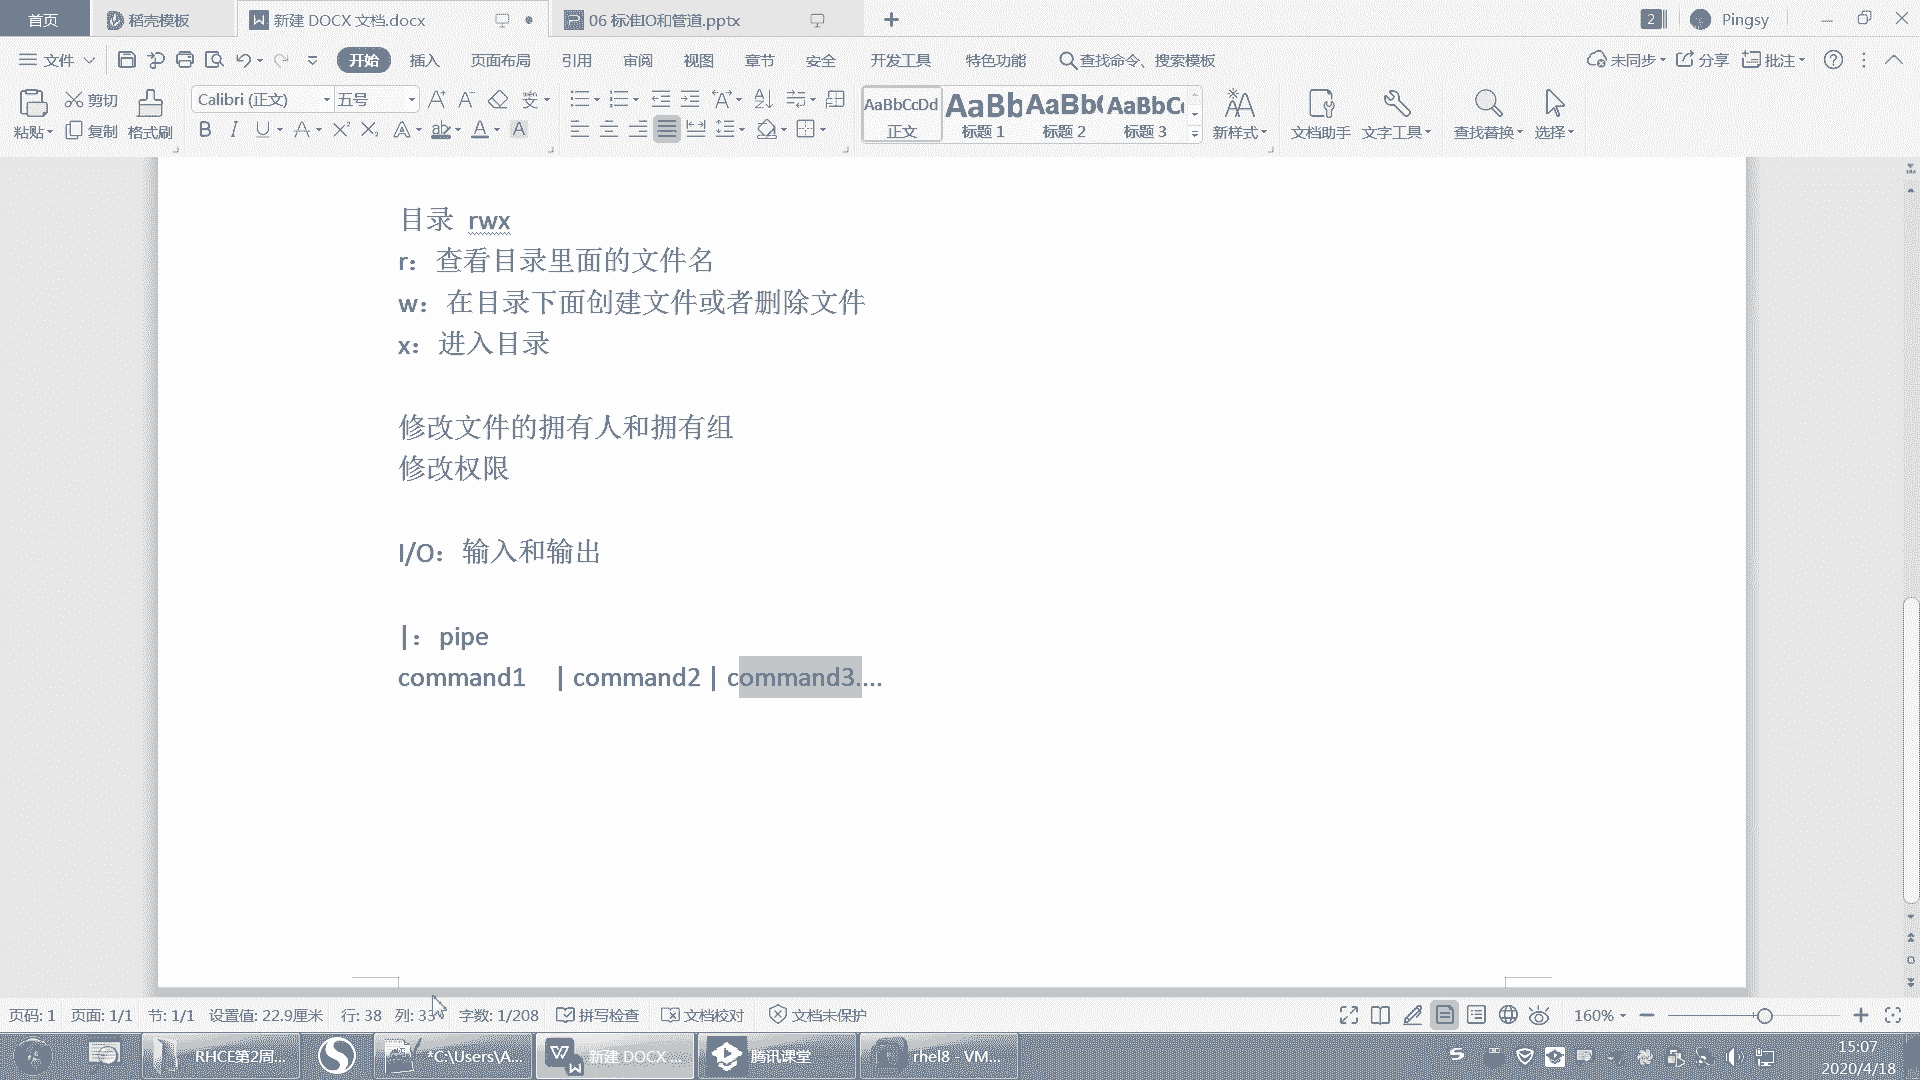 首页
稻壳模板
新建 DOCX 文档.docx
06 标准IO和管道.pptx
2
Pingsy
文件
开始
插入
页面布局
引用
审阅
视图
章节
安全
开发工具
特色功能
查找命令、搜索模板
未同步
分享
批注
粘贴
剪切
复制
格式刷
Calibri (正文)
五号
AaBbCcDd
正文
AaBb
标题 1
AaBb(
标题 2
AaBbC
标题 3
新样式
文档助手
文字工具
查找替换
选择
目录 rwx
r：查看目录里面的文件名
w：在目录下面创建文件或者删除文件
x：进入目录
修改文件的拥有人和拥有组
修改权限
I/O：输入和输出
|：pipe
command1 | command2 | command3....
页码: 1 页面: 1/1 节: 1/1 设置值: 22.9厘米 行: 38 列: 字数: 1/208 拼写检查 文档校对 文档未保护
160%
RHCE第2周...
*C:\Users\A...
新建 DOCX ...
腾讯课堂
rhel8 - VM...
15:07
2020/4/18